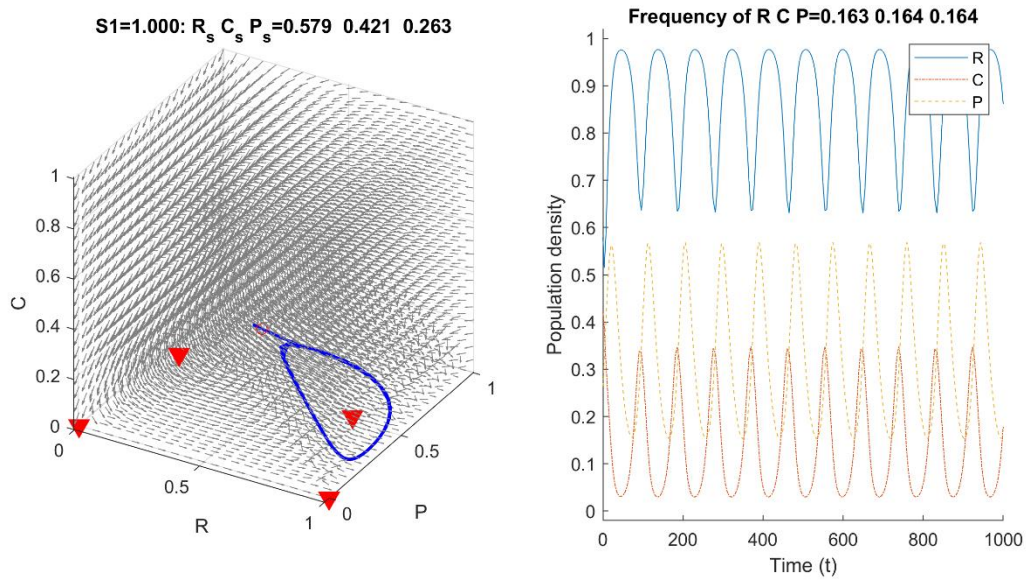 S1=1.000: R_s C_s P_s=0.579 0.421 0.263
1
0.8
0.6
0.4
0.2
0
C
0
0.5
1
R
0
0.5
1
P
Frequency of R C P=0.163 0.164 0.164
R
C
P
1
0.9
0.8
0.7
0.6
0.5
0.4
0.3
0.2
0.1
0
Population density
0 200 400 600 800 1000
Time (t)